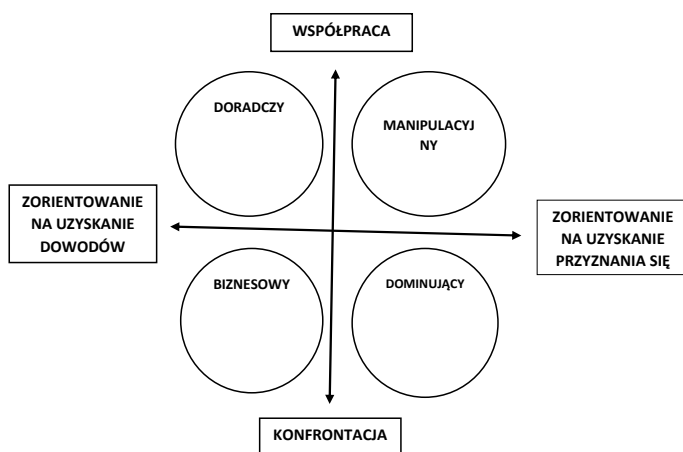 WSPÓŁPRACA
DORADCZY
MANIPULACYJ
NY
ZORIENTOWANIE
NA UZYSKANIE
DOWODÓW
ZORIENTOWANIE
NA UZYSKANIE
PRZYZNANIA SIĘ
BIZNESOWY
DOMINUJĄCY
KONFRONTACJA